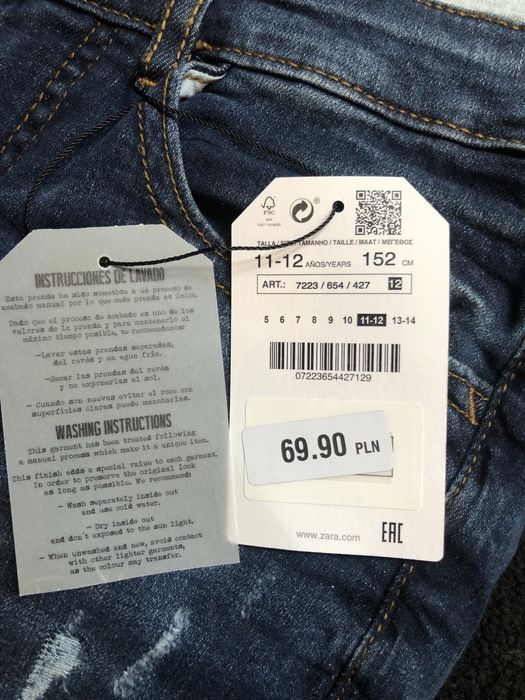 INSTRUCCIONES DE LAVADO
Esta prenda ha sido sometida a un proceso de
acabado manual por lo que cada prenda es única.
Dado que el proceso de acabado es uno de los
valores de la prenda y para mantenerlo el
máximo tiempo posible, te recomendamos:
-Lavar estas prendas separadas,
del revés y en agua fría.
-Secar las prendas del revés
y no exponerlas al sol.
- Cuando son nuevas evitar el roce con
superficies claras puede mancharlas.
WASHING INSTRUCTIONS
This garment has been treated following
a manual process which make it a unique item.
This finish adds a special value to each garment.
In order to preserve the original look
as long as possible. We recommend:
- Wash separately inside out
and use cold water.
- Dry inside out
and don't exposed to the sun light.
- When unwashed and new, avoid contact
with other lighter garments,
as the colour may transfer.
FSC
MIX
TALLA / TAMANHO / TAILLE / MAAT / ΜΕΓΕΘΟΣ
11-12 AÑOS/YEARS 152 CM
ART.: 7223 / 654 / 427 12
5 6 7 8 9 10 11-12 13-14
07223654427129
69.90 PLN
www.zara.com EAC